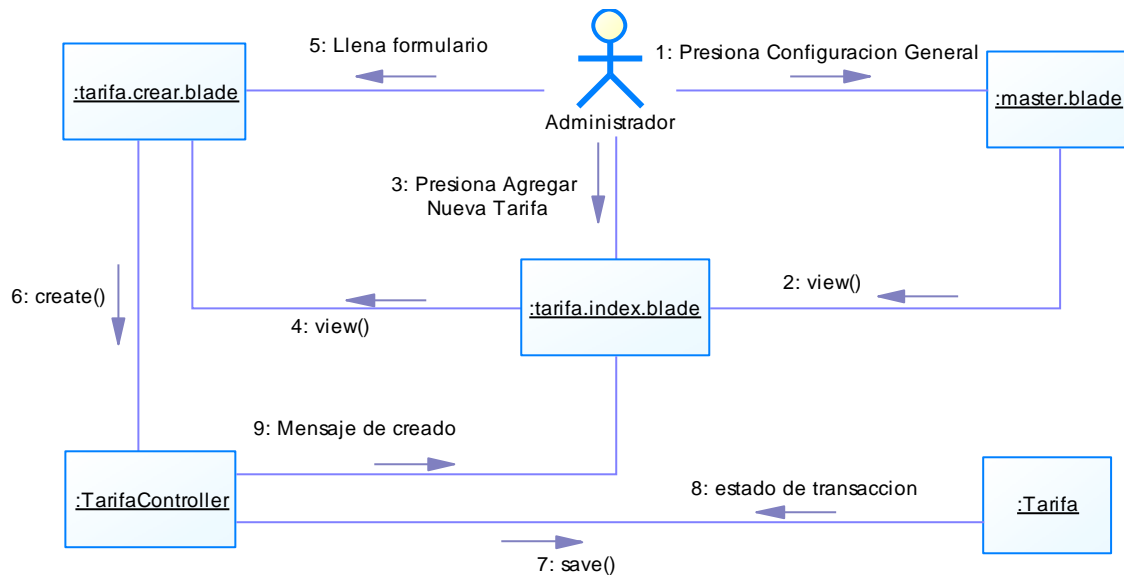 5: Llena formulario
1: Presiona Configuracion General
:tarifa.crear.blade
:master.blade
Administrador
3: Presiona Agregar
Nueva Tarifa
6: create()
2: view()
:tarifa.index.blade
4: view()
9: Mensaje de creado
:TarifaController
8: estado de transaccion
:Tarifa
7: save()